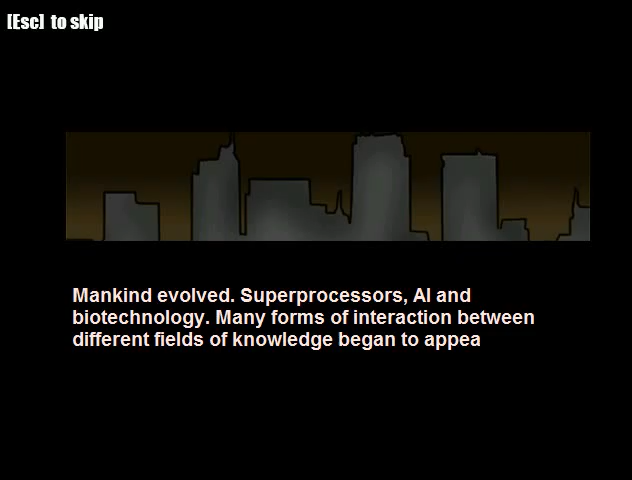 [Esc] to skip
Mankind evolved. Superprocessors, AI and
biotechnology. Many forms of interaction between
different fields of knowledge began to appea